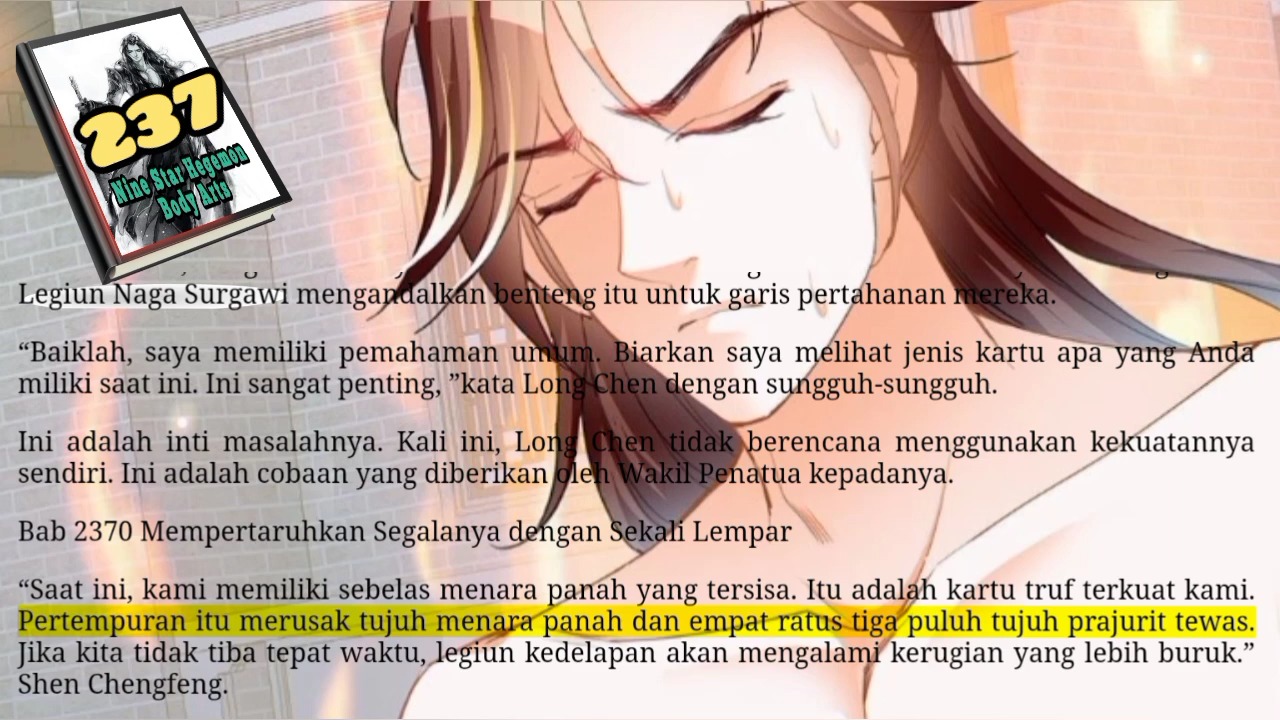 237
Nine Star Hegemon
Body Arts
Legiun Naga Surgawi mengandalkan benteng itu untuk garis pertahanan mereka.
“Baiklah, saya memiliki pemahaman umum. Biarkan saya melihat jenis kartu apa yang Anda
miliki saat ini. Ini sangat penting, ”kata Long Chen dengan sungguh-sungguh.
Ini adalah inti masalahnya. Kali ini, Long Chen tidak berencana menggunakan kekuatannya
sendiri. Ini adalah cobaan yang diberikan oleh Wakil Penatua kepadanya.
Bab 2370 Mempertaruhkan Segalanya dengan Sekali Lempar
“Saat ini, kami memiliki sebelas menara panah yang tersisa. Itu adalah kartu truf terkuat kami.
Pertempuran itu merusak tujuh menara panah dan empat ratus tiga puluh tujuh prajurit tewas.
Jika kita tidak tiba tepat waktu, legiun kedelapan akan mengalami kerugian yang lebih buruk.”
Shen Chengfeng.